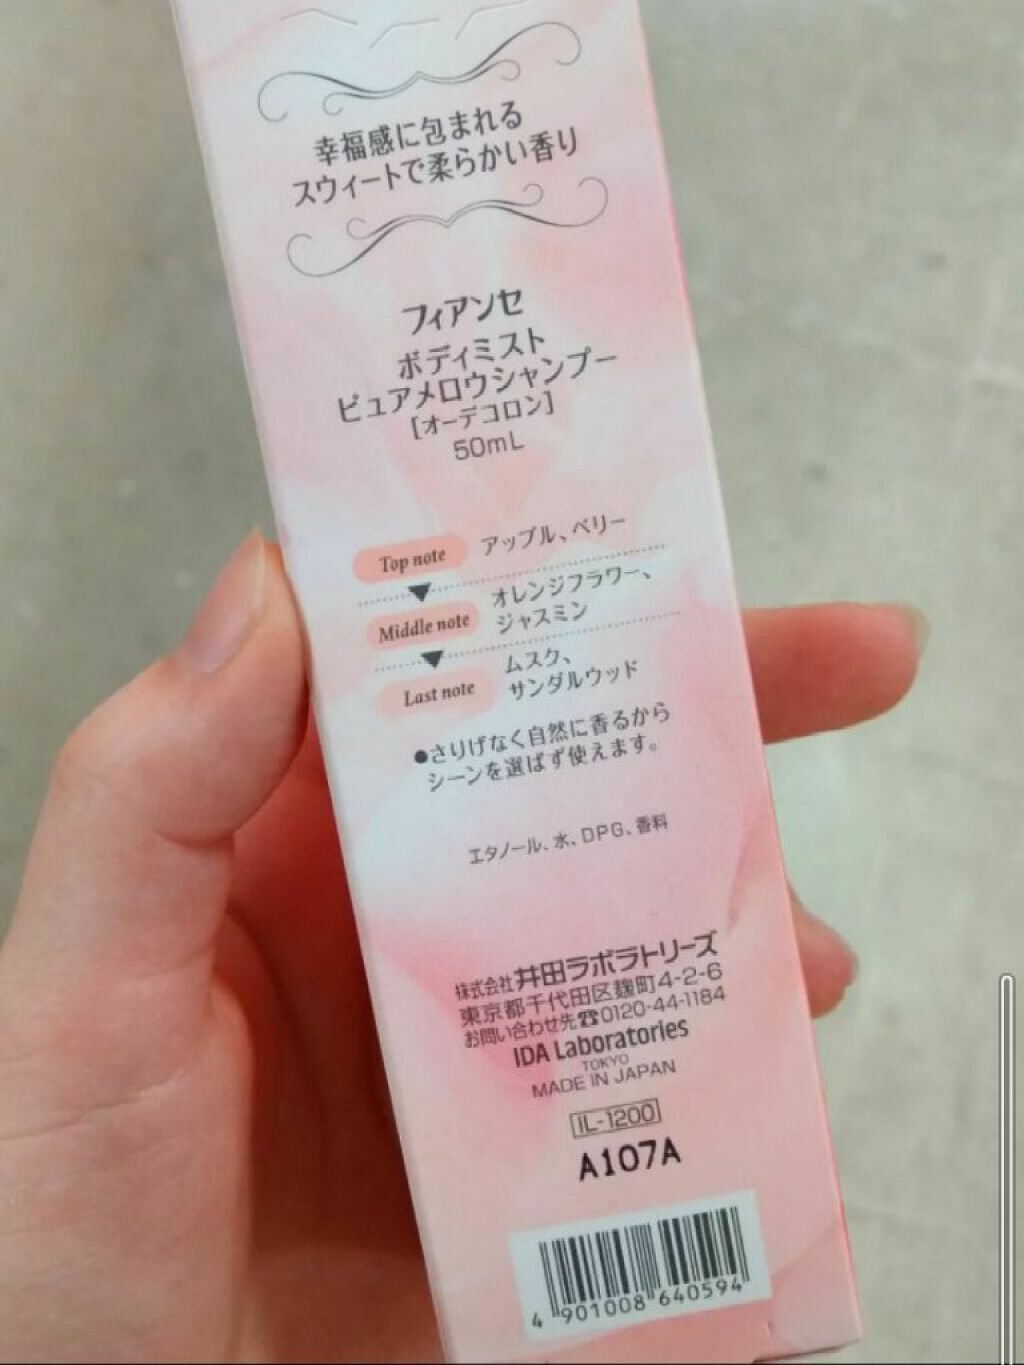 幸福感に包まれる
スウィートで柔らかい香り
フィアンセ
ボディミスト
ピュアメロウシャンプー
[オーデコロン]
50mL
Top note アップル、ベリー
Middle note オレンジフラワー、
ジャスミン
Last note ムスク、
サンダルウッド
●さりげなく自然に香るから
シーンを選ばず使えます。
エタノール、水、DPG、香料
株式会社井田ラボラトリーズ
東京都千代田区麹町4-2-6
お問い合わせ先☎0120-44-1184
IDA Laboratories
TOKYO
MADE IN JAPAN
IL-1200
A107A
4 901008 640594